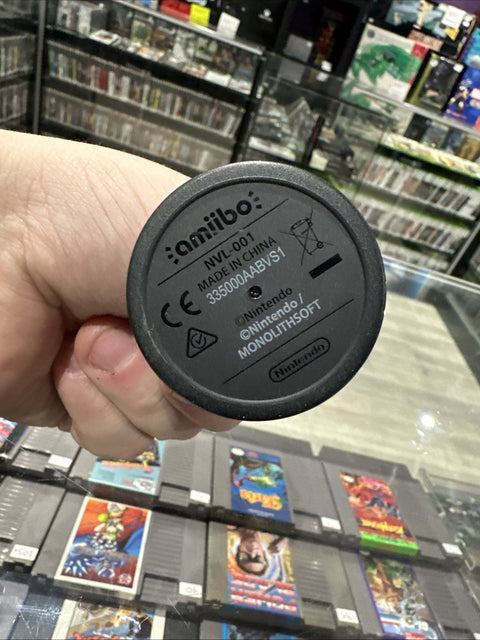 amiibo
NVL-001
MADE IN CHINA
335000AABVS1
CE
©Nintendo
©Nintendo /
MONOLITHSOFT
Nintendo